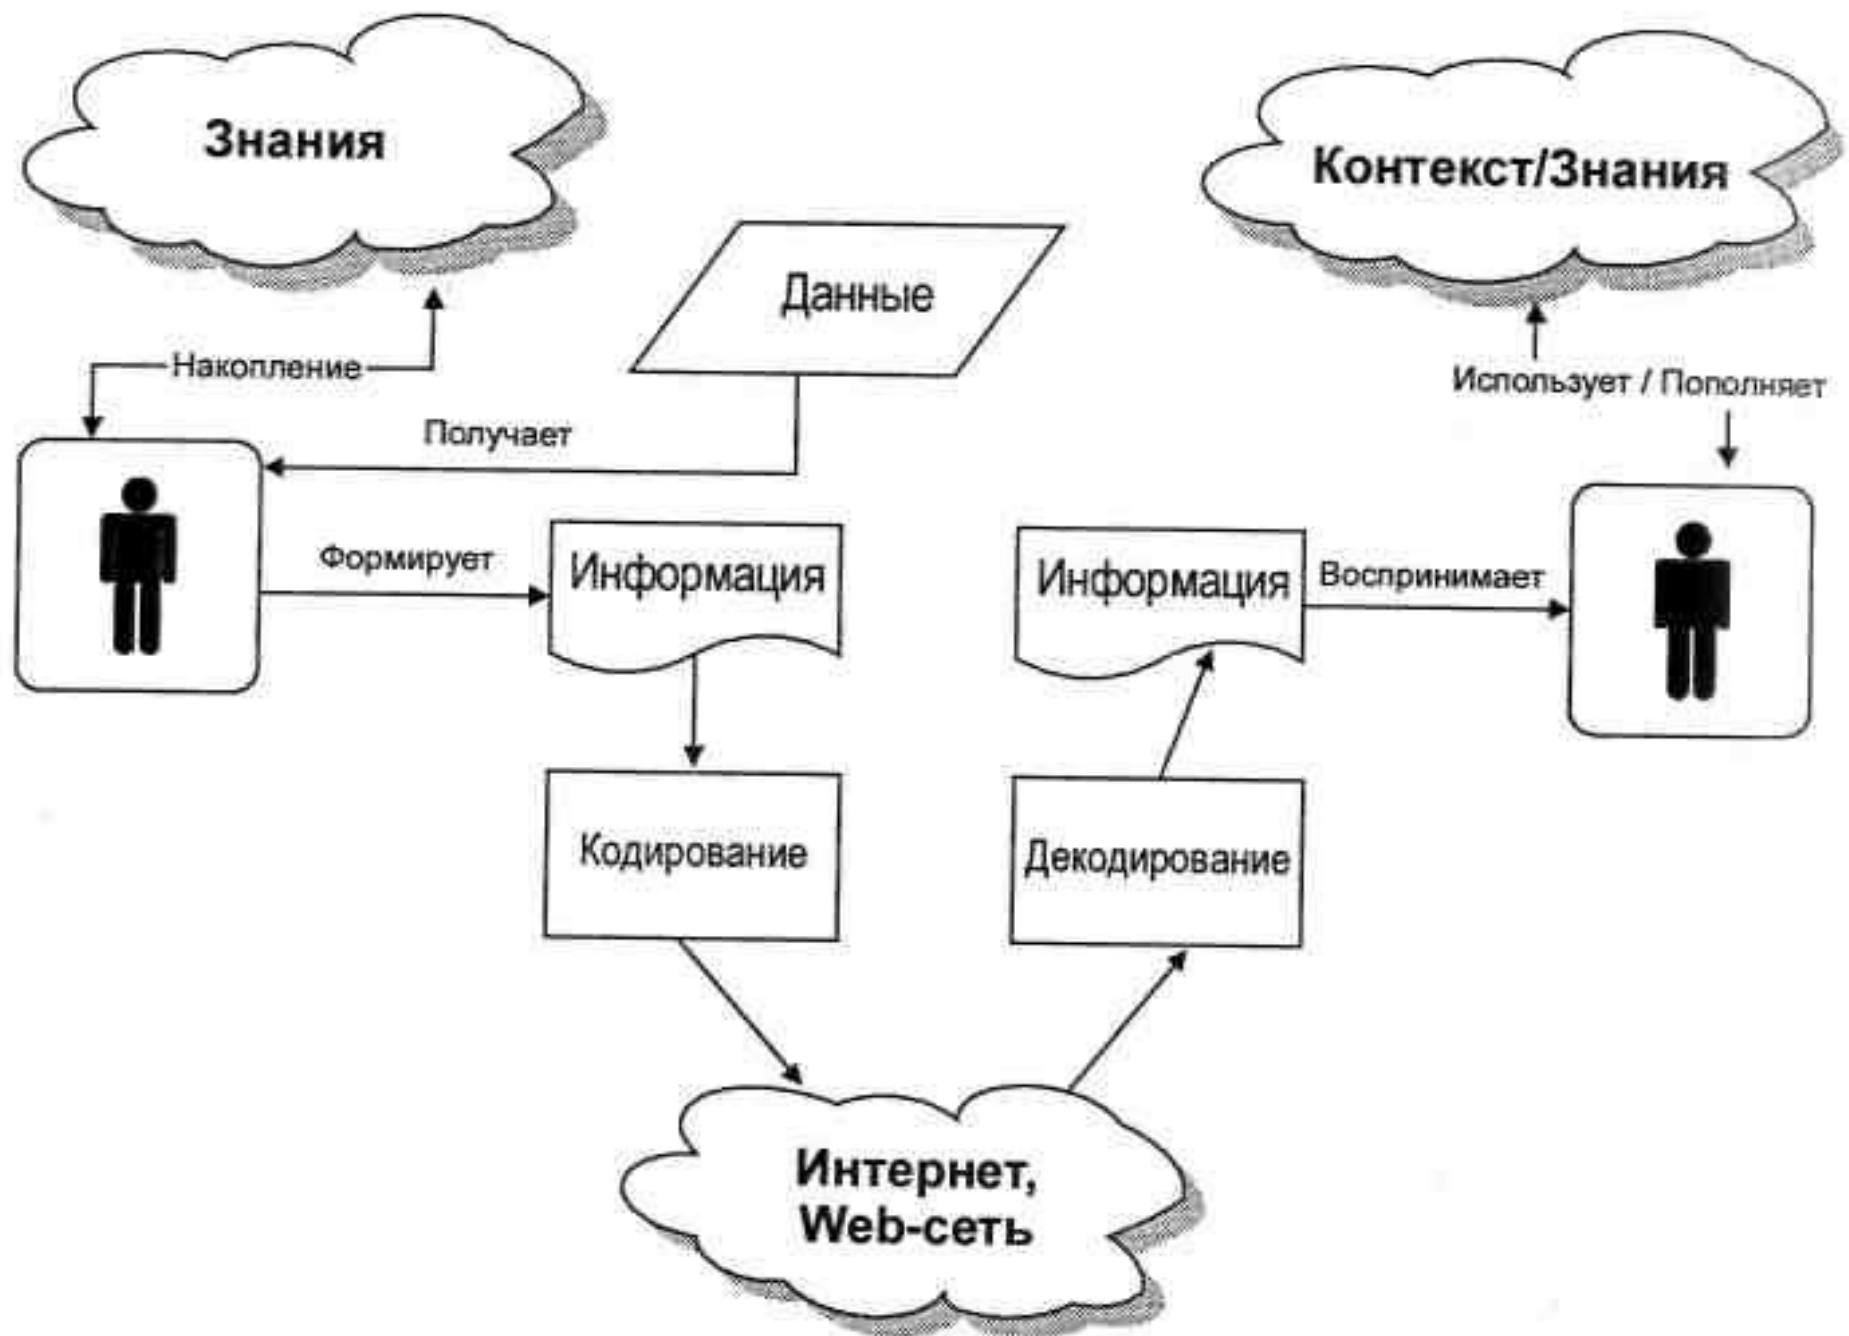 Знания
Контекст/Знания
Данные
Накопление
Использует / Пополняет
Получает
Формирует
Информация
Информация
Воспринимает
Кодирование
Декодирование
Интернет,
Web-сеть